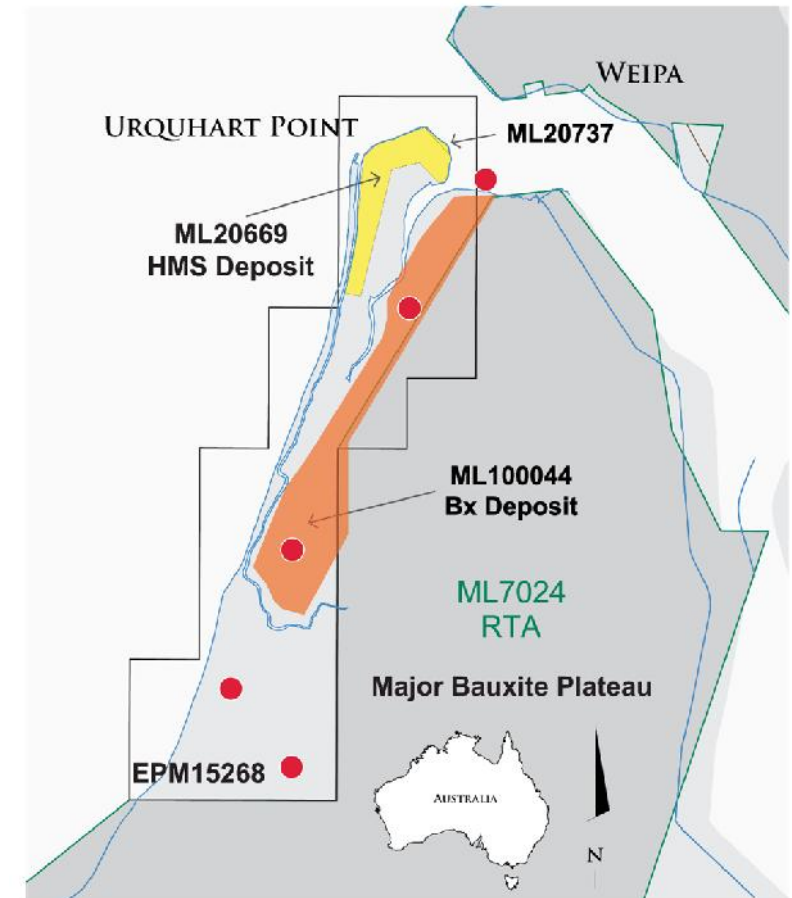 WEIPA
URQUHART POINT
ML20737
ML20669
HMS Deposit
ML100044
Bx Deposit
ML7024
RTA
Major Bauxite Plateau
EPM15268
AUSTRALIA
N